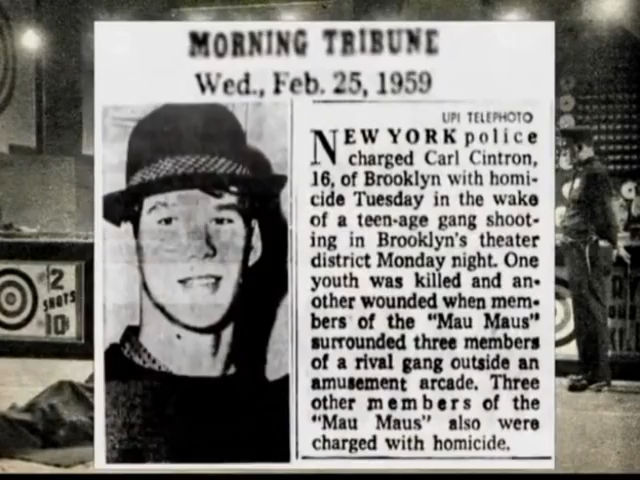 MORNING TRIBUNE
Wed., Feb. 25, 1959
UPI TELEPHOTO
NEW YORK police
charged Carl Cintron,
16, of Brooklyn with homi-
cide Tuesday in the wake
of a teen-age gang shoot-
ing in Brooklyn's theater
district Monday night. One
youth was killed and an-
other wounded when mem-
bers of the "Mau Maus"
surrounded three members
of a rival gang outside an
amusement arcade. Three
other members of the
"Mau Maus" also were
charged with homicide.
2
SHOTS
10¢